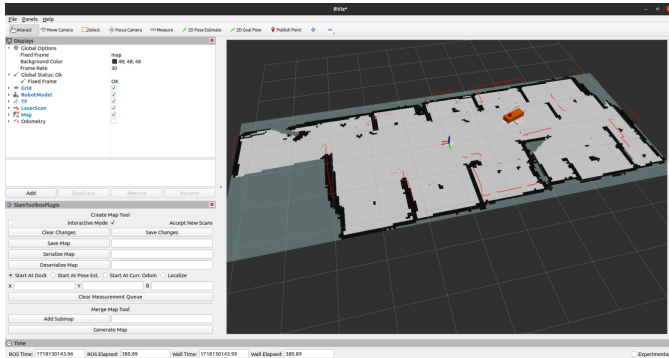 RViz*
File Panels Help
Interact Move Camera Select Focus Camera Measure 2D Pose Estimate 2D Goal Pose Publish Point
Displays
Global Options
Fixed Frame map
Background Color 48; 48; 48
Frame Rate 30
Global Status: Ok
Fixed Frame OK
Grid
RobotModel
TF
LaserScan
Map
Odometry
Add Duplicate Remove Rename
SlamToolboxPlugin
Create Map Tool
Interactive Mode Accept New Scans
Clear Changes Save Changes
Save Map
Serialize Map
Deserialize Map
Start At Dock Start At Pose Est. Start At Curr. Odom Localize
X Y θ
Clear Measurement Queue
Merge Map Tool
Add Submap
Generate Map
Time
ROS Time: 1718130143.96 ROS Elapsed: 380.89 Wall Time: 1718130143.99 Wall Elapsed: 380.89 Experimental